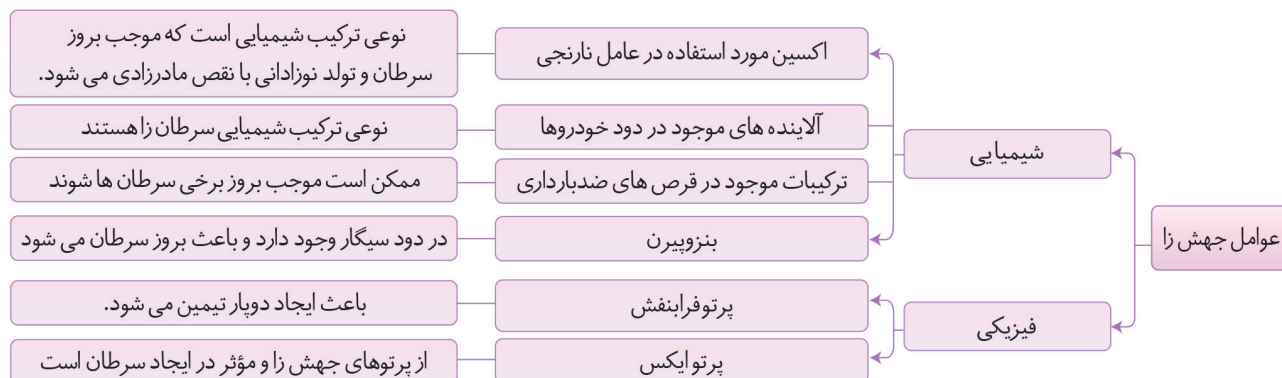 عوامل جهش زا
شیمیایی
اکسین مورد استفاده در عامل نارنجی
نوعی ترکیب شیمیایی است که موجب بروز
سرطان و تولد نوزادانی با نقص مادرزادی می شود.
آلاینده های موجود در دود خودروها
نوعی ترکیب شیمیایی سرطان زا هستند
ترکیبات موجود در قرص های ضدبارداری
ممکن است موجب بروز برخی سرطان ها شوند
بنزوپیرن
در دود سیگار وجود دارد و باعث بروز سرطان می شود
فیزیکی
پرتوفرابنفش
باعث ایجاد دوپار تیمین می شود.
پرتو ایکس
از پرتوهای جهش زا و مؤثر در ایجاد سرطان است